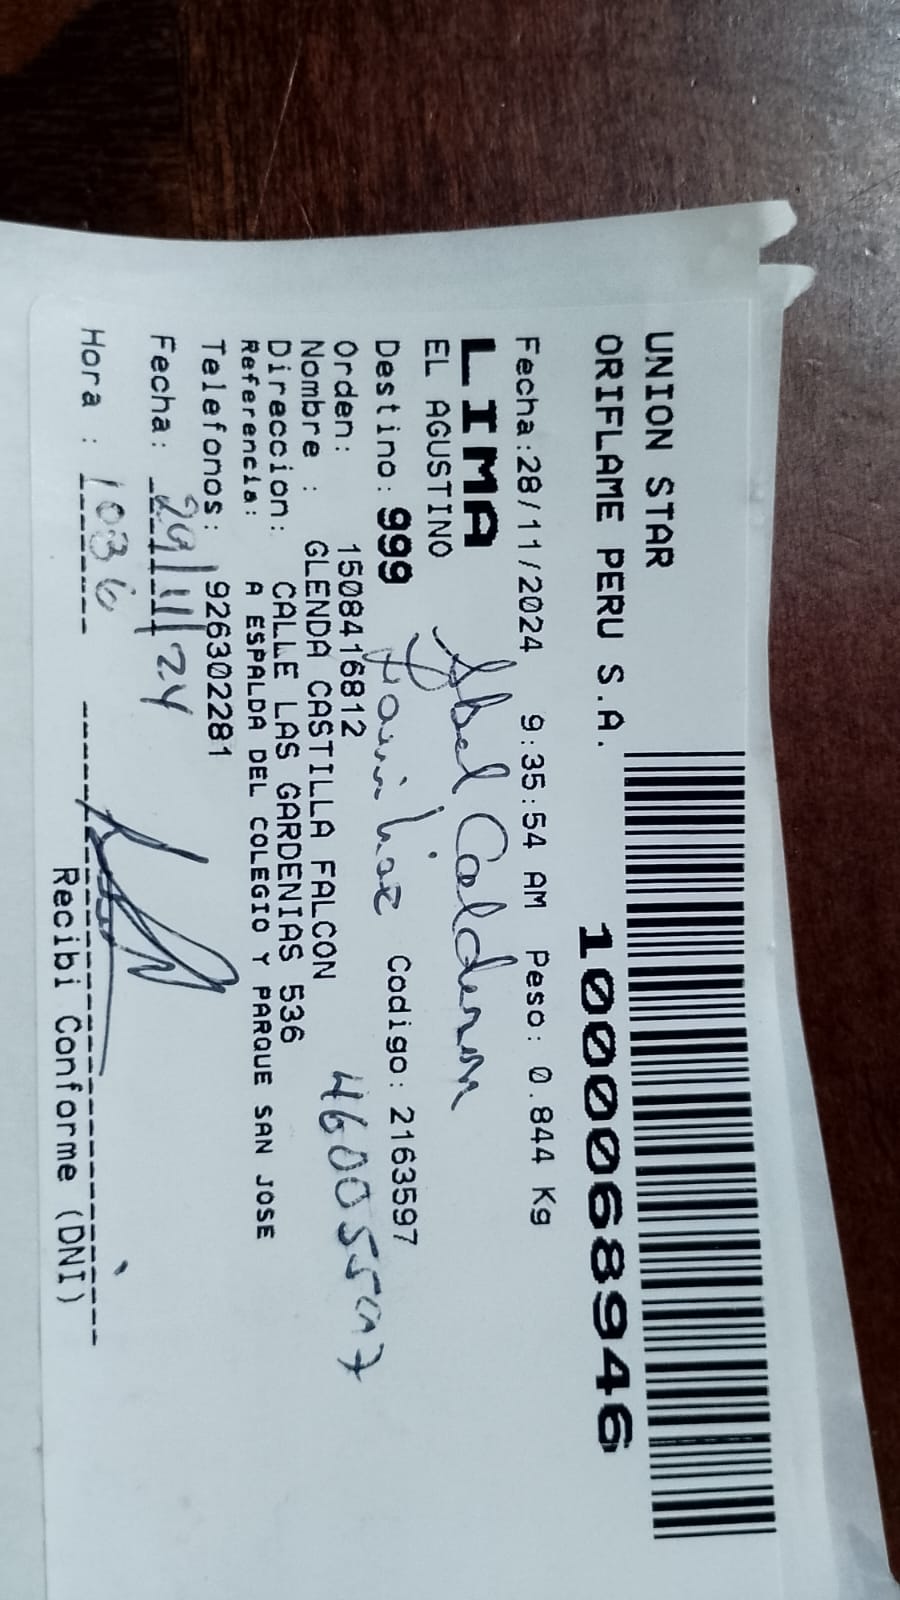 UNION STAR
ORIFLAME PERU S.A. 1000068946
Fecha:28/11/2024 9:35:54 AM Peso: 0.844 Kg
LIMA
EL AGUSTINO Abel Calderon
Destino: 999 Codigo: 2163597
Orden: 1508416812
Nombre : GLENDA CASTILLA FALCON
Direccion: CALLE LAS GARDENIAS 536
Referencia: A ESPALDA DEL COLEGIO Y PARQUE SAN JOSE
Telefonos: 926302281
Fecha: 29/11/24
Hora : 1036
Recibi Conforme (DNI)